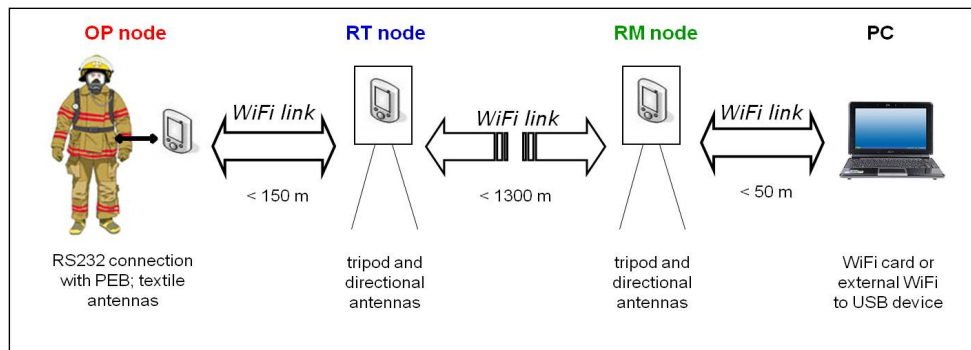 OP node
RT node
RM node
PC
WiFi link
WiFi link
WiFi link
< 150 m
< 1300 m
< 50 m
RS232 connection
with PEB; textile
antennas
tripod and
directional
antennas
tripod and
directional
antennas
WiFi card or
external WiFi
to USB device